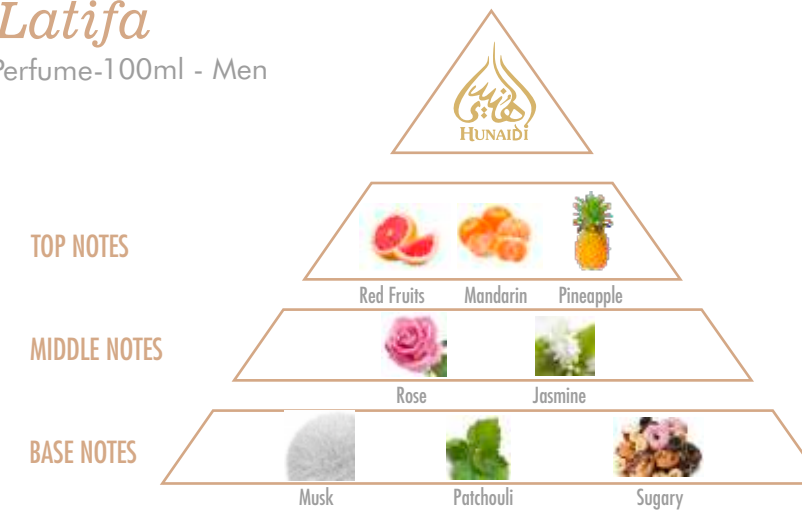 Latifa
Perfume-100ml - Men
هنيدي
HUNAIDI
TOP NOTES
Red Fruits Mandarin Pineapple
MIDDLE NOTES
Rose Jasmine
BASE NOTES
Musk Patchouli Sugary